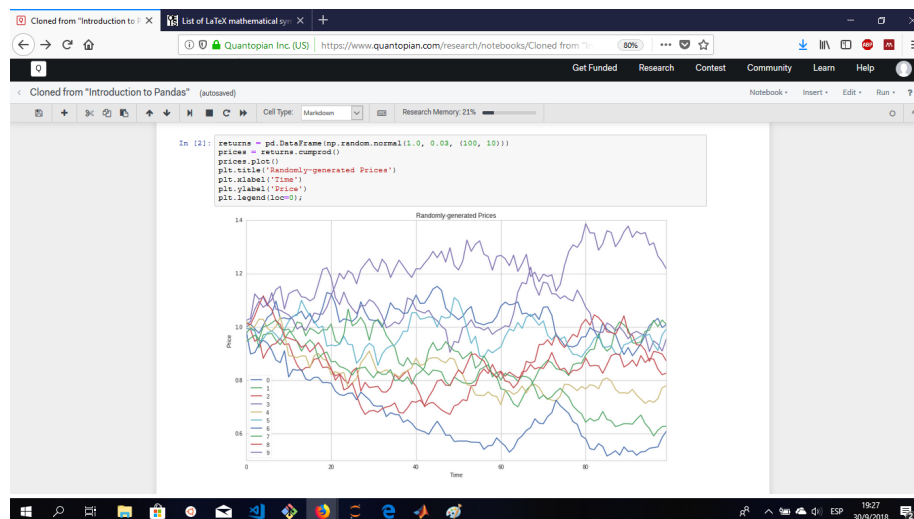 Cloned from "Introduction to P
List of LaTeX mathematical sym
Quantopian Inc. (US)
https://www.quantopian.com/research/notebooks/Cloned from "In
80%
ABP
Q
Get Funded Research Contest Community Learn Help
Cloned from "Introduction to Pandas" (autosaved)
Notebook Insert Edit Run ?
Cell Type: Markdown
Research Memory: 21%
In [2]: returns = pd.DataFrame(np.random.normal(1.0, 0.03, (100, 10)))
prices = returns.cumprod()
prices.plot()
plt.title('Randomly-generated Prices')
plt.xlabel('Time')
plt.ylabel('Price')
plt.legend(loc=0);
Randomly-generated Prices
1.4
1.2
1.0
0.8
0.6
Price
0
1
2
3
4
5
6
7
8
9
0 20 40 60 80
Time
ESP
19:27
30/9/2018